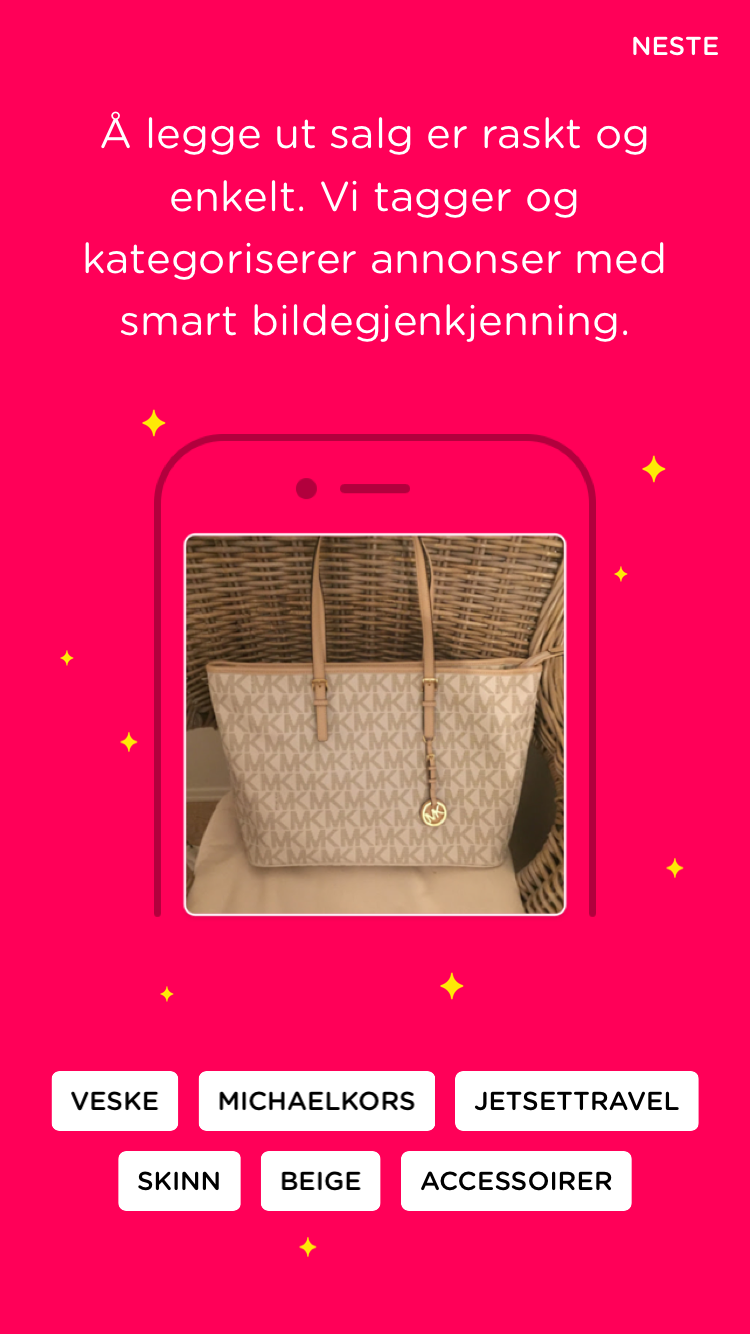 NESTE
Å legge ut salg er raskt og
enkelt. Vi tagger og
kategoriserer annonser med
smart bildegjenkjenning.
VESKE MICHAELKORS JETSETTRAVEL
SKINN BEIGE ACCESSOIRER